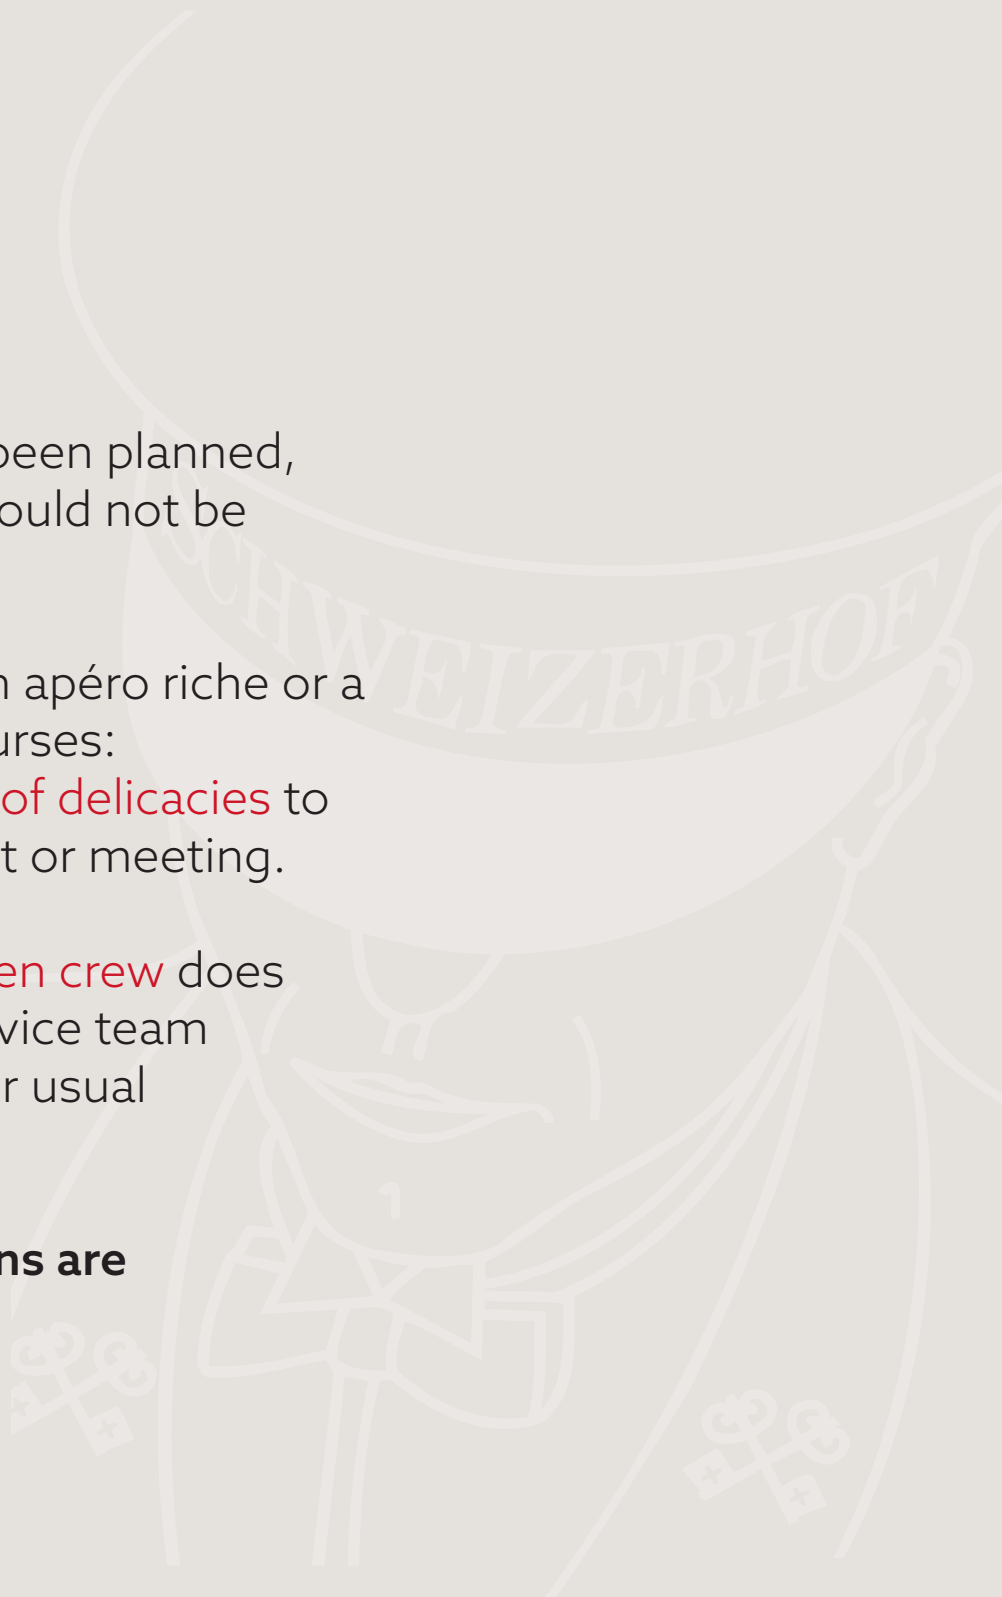 been planned,
ould not be
SCHWEIZERHOF
n apéro riche or a
urses:
of delicacies to
t or meeting.
en crew does
vice team
r usual
ns are